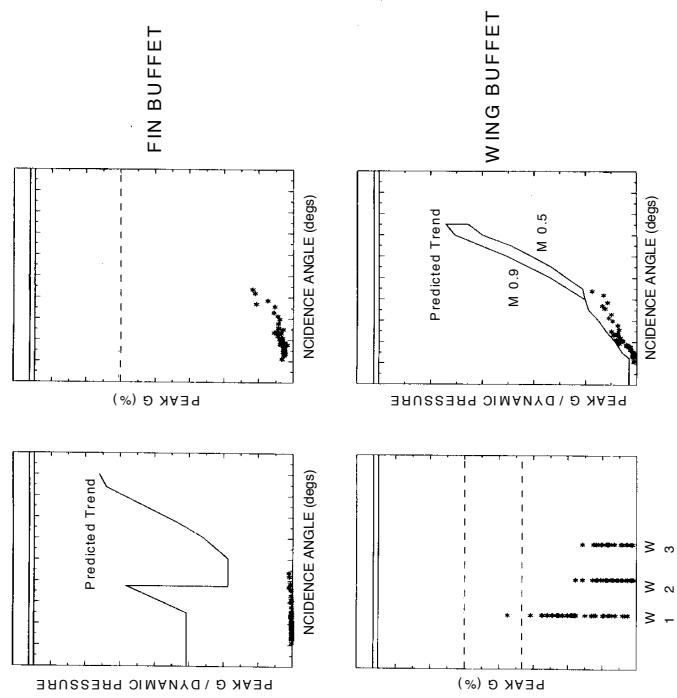 PEAK G / DYNAMIC PRESSURE
Predicted Trend
NCIDENCE ANGLE (degs)
PEAK G (%)
NCIDENCE ANGLE (degs)
FIN BUFFET
PEAK G (%)
W 1
W 2
W 3
PEAK G / DYNAMIC PRESSURE
Predicted Trend
M 0.9
M 0.5
NCIDENCE ANGLE (degs)
WING BUFFET